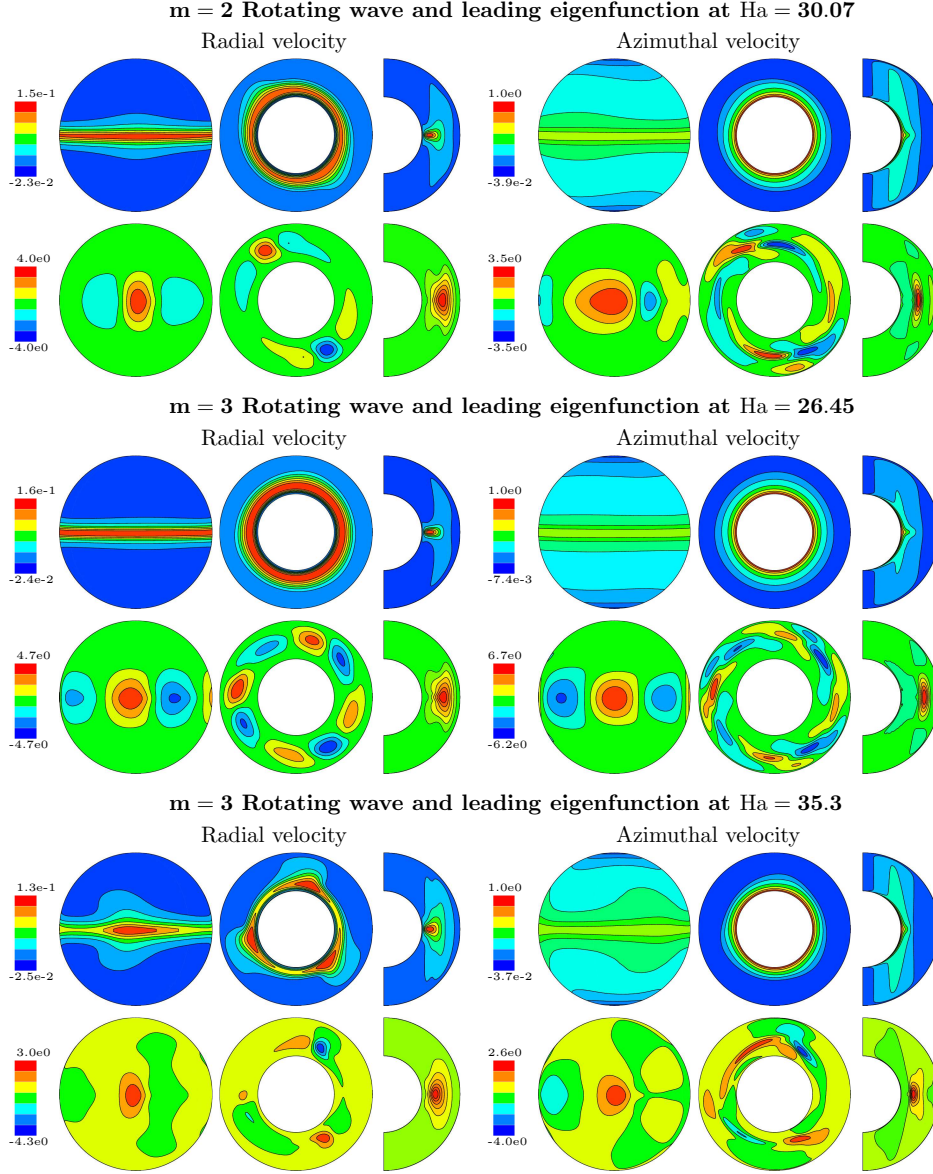 m = 2 Rotating wave and leading eigenfunction at Ha = 30.07
Radial velocity
Azimuthal velocity
1.5e-1
-2.3e-2
1.0e0
-3.9e-2
4.0e0
-4.0e0
3.5e0
-3.5e0
m = 3 Rotating wave and leading eigenfunction at Ha = 26.45
Radial velocity
Azimuthal velocity
1.6e-1
-2.4e-2
1.0e0
-7.4e-3
4.7e0
-4.7e0
6.7e0
-6.2e0
m = 3 Rotating wave and leading eigenfunction at Ha = 35.3
Radial velocity
Azimuthal velocity
1.3e-1
-2.5e-2
1.0e0
-3.7e-2
3.0e0
-4.3e0
2.6e0
-4.0e0